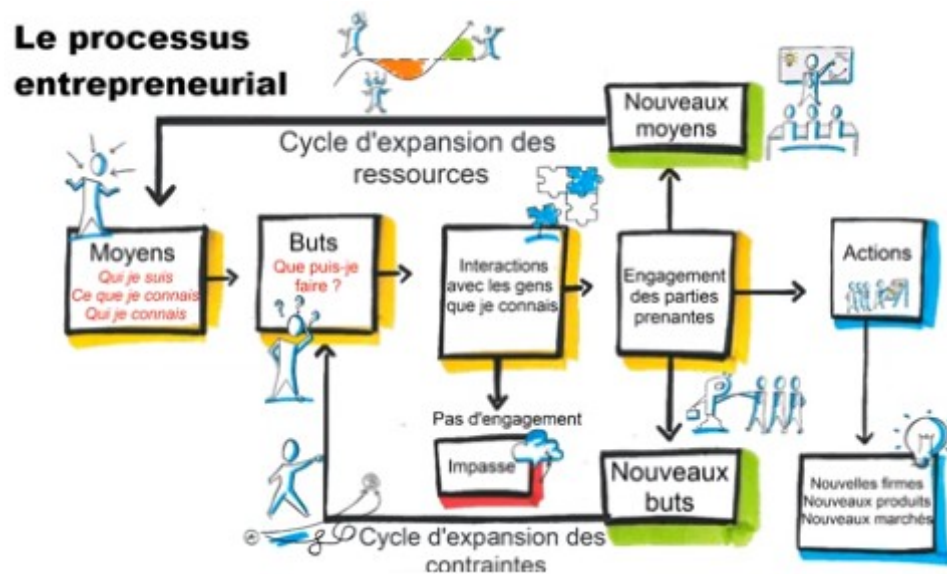 Le processus
entrepreneurial
Nouveaux
moyens
Cycle d'expansion des
ressources
Moyens
Qui je suis
Ce que je connais
Qui je connais
Buts
Que puis-je
faire ?
Interactions
avec les gens
que je connais
Engagement
des parties
prenantes
Actions
Pas d'engagement
Impasse
Nouveaux
buts
Nouvelles firmes
Nouveaux produits
Nouveaux marchés
Cycle d'expansion des
contraintes